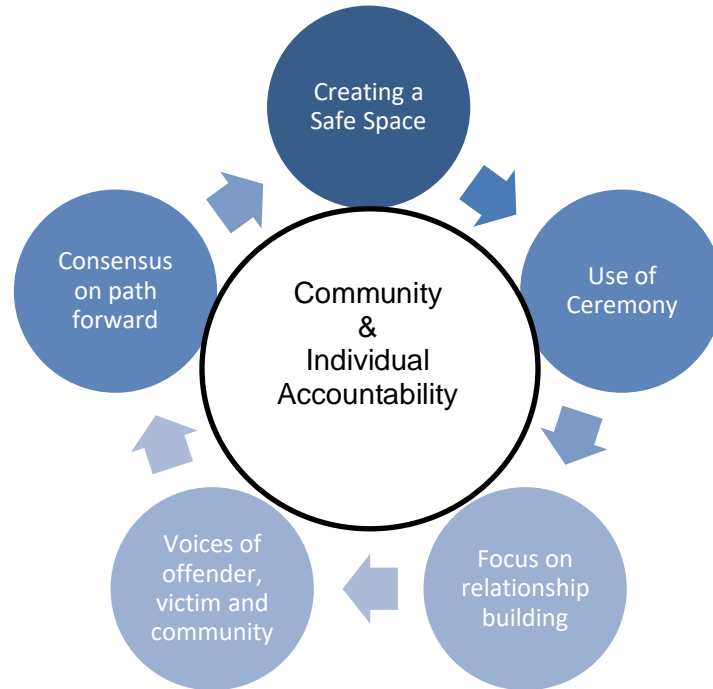 Creating a
Safe Space
Use of
Ceremony
Focus on
relationship
building
Voices of
offender,
victim and
community
Consensus
on path
forward
Community
&
Individual
Accountability